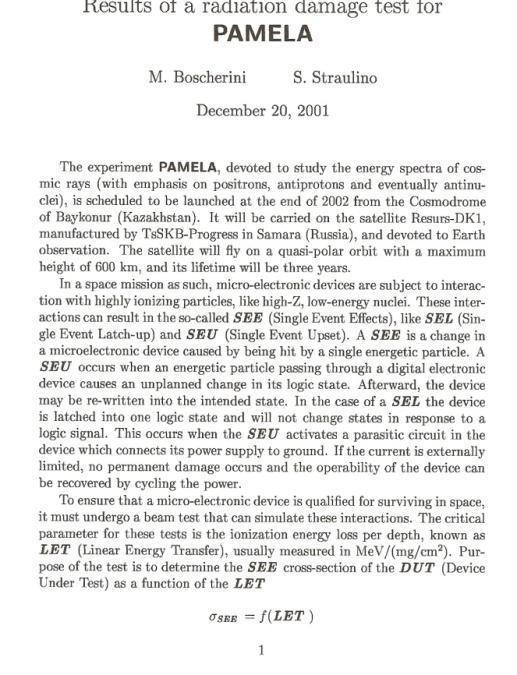 Results of a radiation damage test for
PAMELA
M. Boscherini S. Straulino
December 20, 2001
The experiment PAMELA, devoted to study the energy spectra of cos-
mic rays (with emphasis on positrons, antiprotons and eventually antinu-
clei), is scheduled to be launched at the end of 2002 from the Cosmodrome
of Baykonur (Kazakhstan). It will be carried on the satellite Resurs-DK1,
manufactured by TsSKB-Progress in Samara (Russia), and devoted to Earth
observation. The satellite will fly on a quasi-polar orbit with a maximum
height of 600 km, and its lifetime will be three years.
In a space mission as such, micro-electronic devices are subject to interac-
tion with highly ionizing particles, like high-Z, low-energy nuclei. These inter-
actions can result in the so-called SEE (Single Event Effects), like SEL (Sin-
gle Event Latch-up) and SEU (Single Event Upset). A SEE is a change in
a microelectronic device caused by being hit by a single energetic particle. A
SEU occurs when an energetic particle passing through a digital electronic
device causes an unplanned change in its logic state. Afterward, the device
may be re-written into the intended state. In the case of a SEL the device
is latched into one logic state and will not change states in response to a
logic signal. This occurs when the SEU activates a parasitic circuit in the
device which connects its power supply to ground. If the current is externally
limited, no permanent damage occurs and the operability of the device can
be recovered by cycling the power.
To ensure that a micro-electronic device is qualified for surviving in space,
it must undergo a beam test that can simulate these interactions. The critical
parameter for these tests is the ionization energy loss per depth, known as
LET (Linear Energy Transfer), usually measured in MeV/(mg/cm²). Pur-
pose of the test is to determine the SEE cross-section of the DUT (Device
Under Test) as a function of the LET
σSEE = f(LET )
1